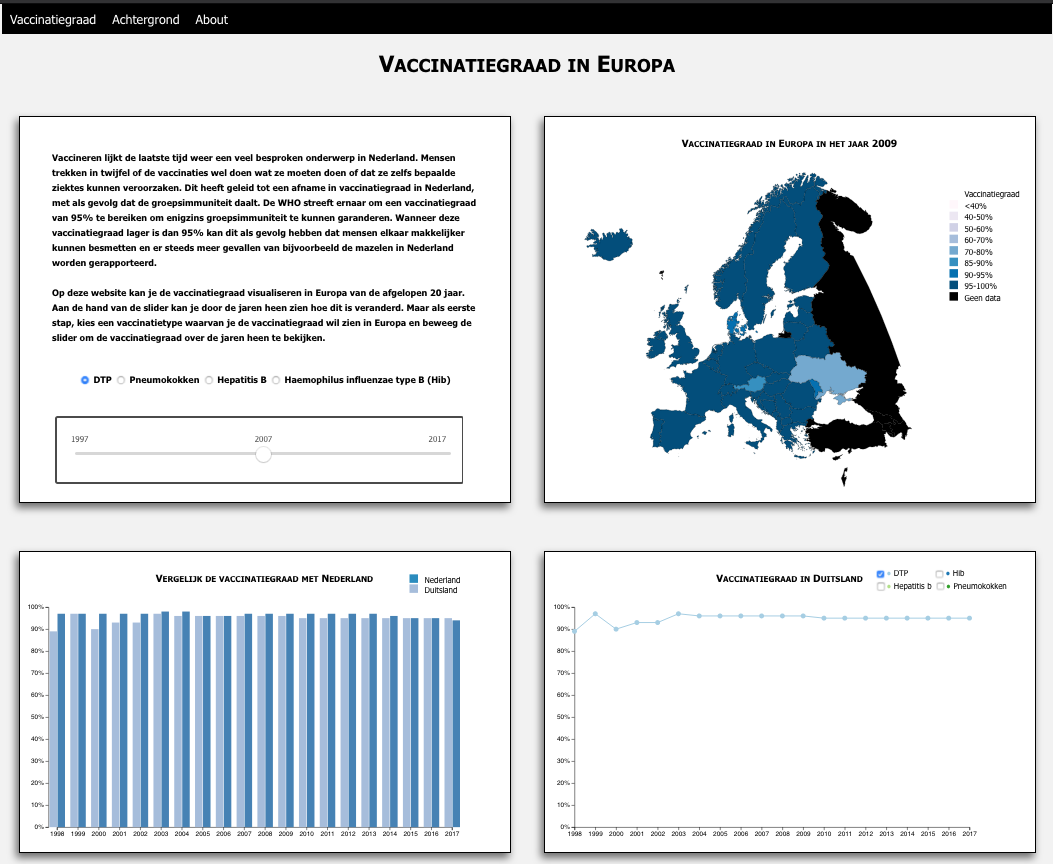 Vaccinatiegraad Achtergrond About
Vaccinatiegraad in Europa
Vaccineren lijkt de laatste tijd weer een veel besproken onderwerp in Nederland. Mensen
trekken in twijfel of de vaccinaties wel doen wat ze moeten doen of dat ze zelfs bepaalde
ziektes kunnen veroorzaken. Dit heeft geleid tot een afname in vaccinatiegraad in Nederland,
met als gevolg dat de groepsimmuniteit daalt. De WHO streeft ernaar om een vaccinatiegraad
van 95% te bereiken om enigzins groepsimmuniteit te kunnen garanderen. Wanneer deze
vaccinatiegraad lager is dan 95% kan dit als gevolg hebben dat mensen elkaar makkelijker
kunnen besmetten en er steeds meer gevallen van bijvoorbeeld de mazelen in Nederland
worden gerapporteerd.
Op deze website kan je de vaccinatiegraad visualiseren in Europa van de afgelopen 20 jaar.
Aan de hand van de slider kan je door de jaren heen zien hoe dit is veranderd. Maar als eerste
stap, kies een vaccinatietype waarvan je de vaccinatiegraad wil zien in Europa en beweeg de
slider om de vaccinatiegraad over de jaren heen te bekijken.
DTP Pneumokokken Hepatitis B Haemophilus influenzae type B (Hib)
1997 2007 2017
Vaccinatiegraad in Europa in het jaar 2009
Vaccinatiegraad
<40%
40-50%
50-60%
60-70%
70-80%
85-90%
90-95%
95-100%
Geen data
Vergelijk de vaccinatiegraad met Nederland
Nederland
Duitsland
100%
90%
80%
70%
60%
50%
40%
30%
20%
10%
0%
1998 1999 2000 2001 2002 2003 2004 2005 2006 2007 2008 2009 2010 2011 2012 2013 2014 2015 2016 2017
Vaccinatiegraad in Duitsland
DTP Hib
Hepatitis b Pneumokokken
100%
90%
80%
70%
60%
50%
40%
30%
20%
10%
0%
1998 1999 2000 2001 2002 2003 2004 2005 2006 2007 2008 2009 2010 2011 2012 2013 2014 2015 2016 2017